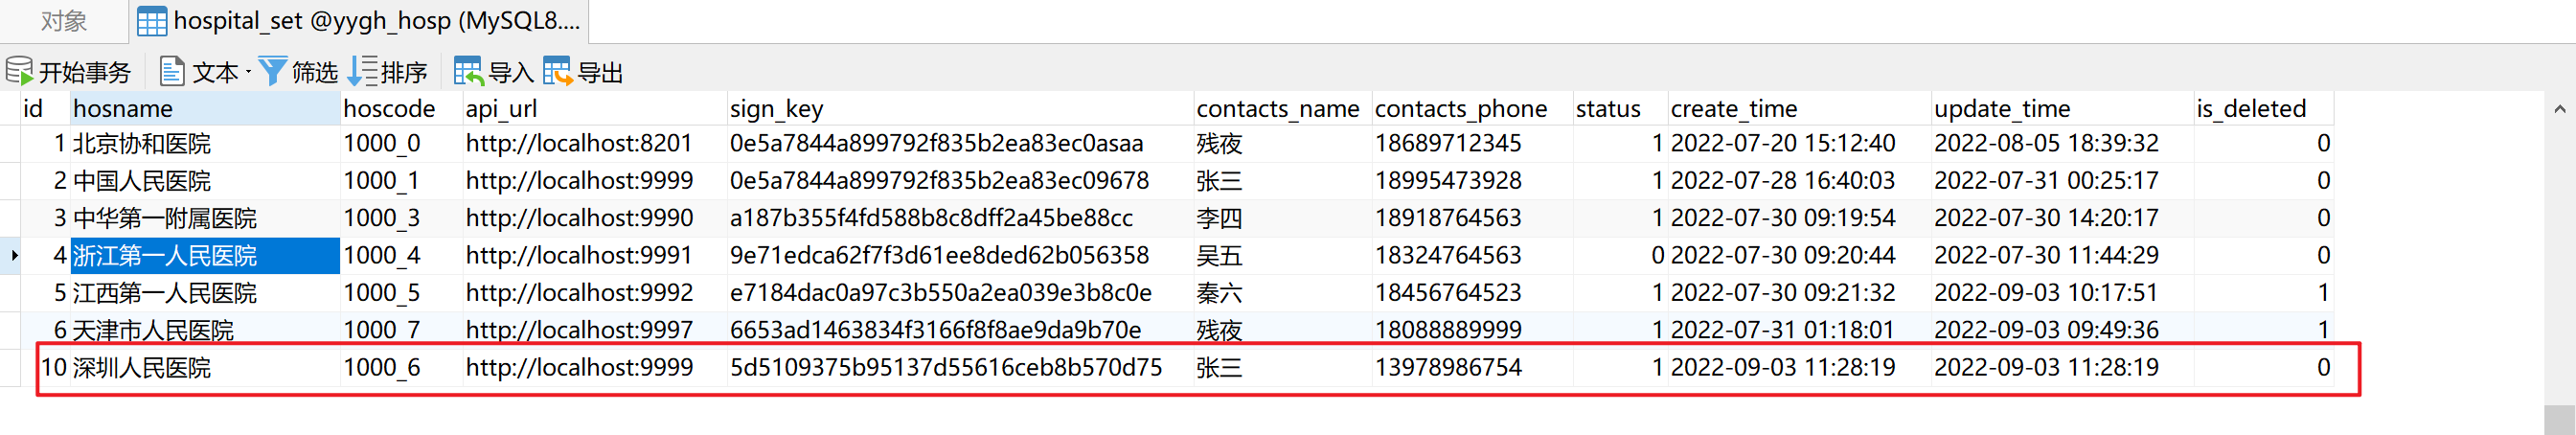 对象 hospital_set @yygh_hosp (MySQL8....
开始事务 文本 筛选 排序 导入 导出
id hosname hoscode api_url sign_key contacts_name contacts_phone status create_time update_time is_deleted
1 北京协和医院 1000_0 http://localhost:8201 0e5a7844a899792f835b2ea83ec0asaa 残夜 18689712345 1 2022-07-20 15:12:40 2022-08-05 18:39:32 0
2 中国人民医院 1000_1 http://localhost:9999 0e5a7844a899792f835b2ea83ec09678 张三 18995473928 1 2022-07-28 16:40:03 2022-07-31 00:25:17 0
3 中华第一附属医院 1000_3 http://localhost:9990 a187b355f4fd588b8c8dff2a45be88cc 李四 18918764563 1 2022-07-30 09:19:54 2022-07-30 14:20:17 0
4 浙江第一人民医院 1000_4 http://localhost:9991 9e71edca62f7f3d61ee8ded62b056358 吴五 18324764563 0 2022-07-30 09:20:44 2022-07-30 11:44:29 0
5 江西第一人民医院 1000_5 http://localhost:9992 e7184dac0a97c3b550a2ea039e3b8c0e 秦六 18456764523 1 2022-07-30 09:21:32 2022-09-03 10:17:51 1
6 天津市人民医院 1000_7 http://localhost:9997 6653ad1463834f3166f8f8ae9da9b70e 残夜 18088889999 1 2022-07-31 01:18:01 2022-09-03 09:49:36 1
10 深圳人民医院 1000_6 http://localhost:9999 5d5109375b95137d55616ceb8b570d75 张三 13978986754 1 2022-09-03 11:28:19 2022-09-03 11:28:19 0